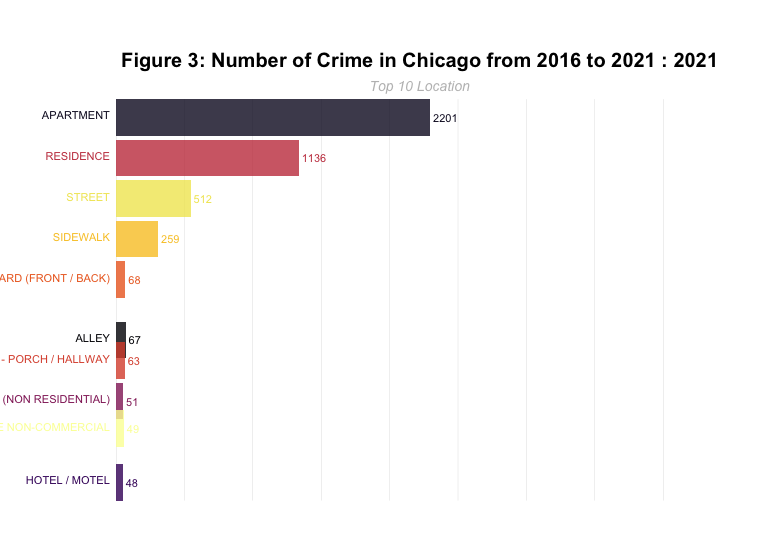 Figure 3: Number of Crime in Chicago from 2016 to 2021 : 2021
Top 10 Location
APARTMENT 2201
RESIDENCE 1136
STREET 512
SIDEWALK 259
ARD (FRONT / BACK) 68
ALLEY 67
- PORCH / HALLWAY 63
(NON RESIDENTIAL) 51
NON-COMMERCIAL
HOTEL / MOTEL 48